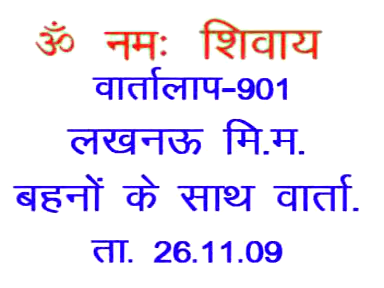 ॐ नमः शिवाय
वार्तालाप-901
लखनऊ मि.म.
बहनों के साथ वार्ता.
ता. 26.11.09